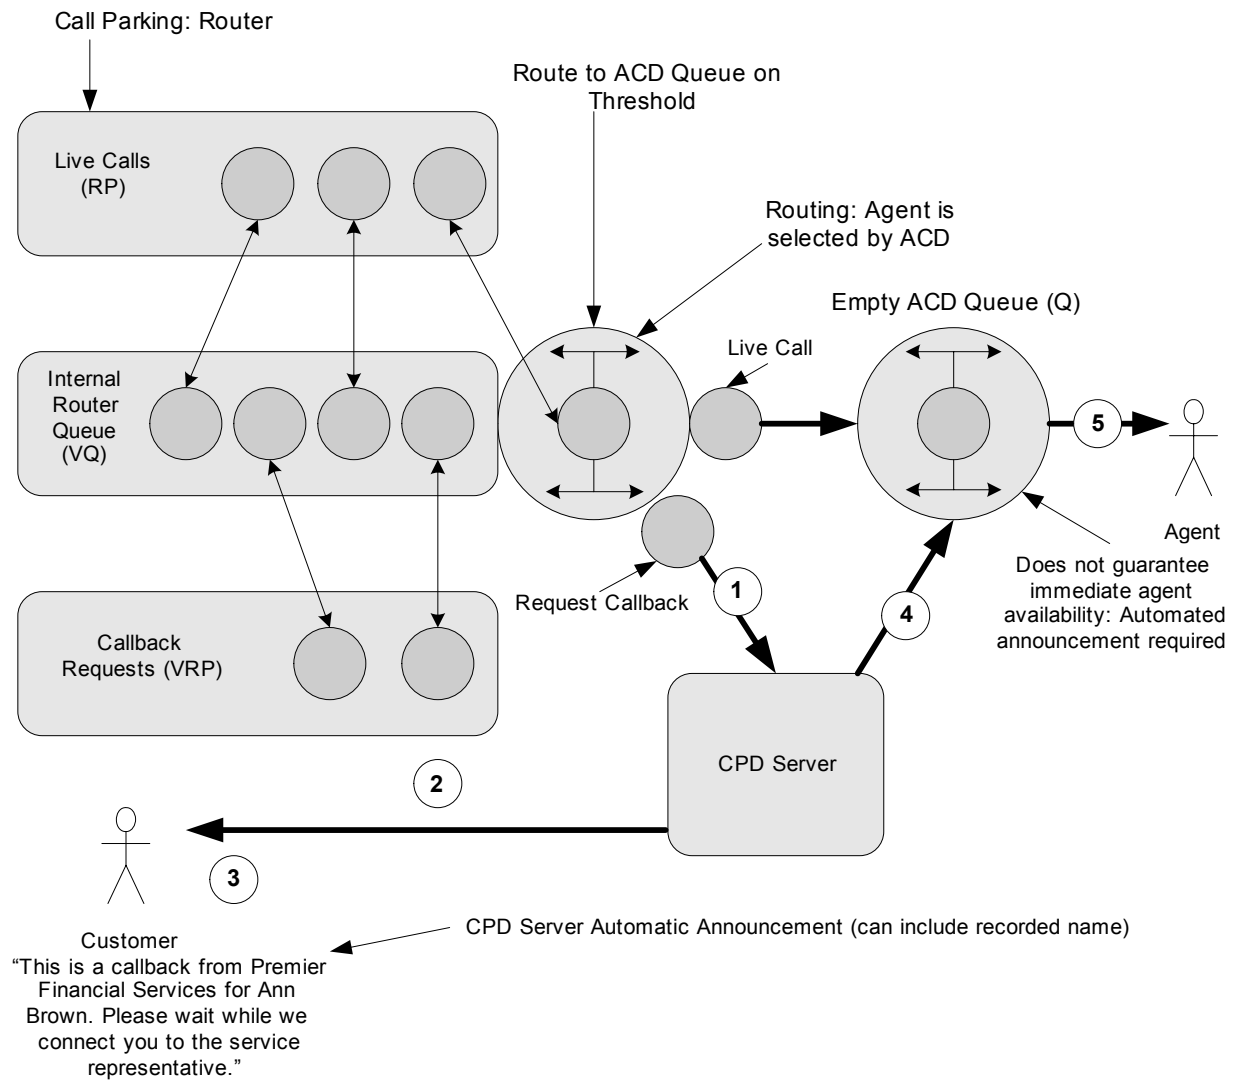 Call Parking: Router
Route to ACD Queue on
Threshold
Live Calls
(RP)
Routing: Agent is
selected by ACD
Empty ACD Queue (Q)
Live Call
Internal
Router
Queue
(VQ)
5
Agent
Does not guarantee
immediate agent
availability: Automated
announcement required
Request Callback
1
4
Callback
Requests (VRP)
CPD Server
2
3
Customer
CPD Server Automatic Announcement (can include recorded name)
“This is a callback from Premier
Financial Services for Ann
Brown. Please wait while we
connect you to the service
representative.”